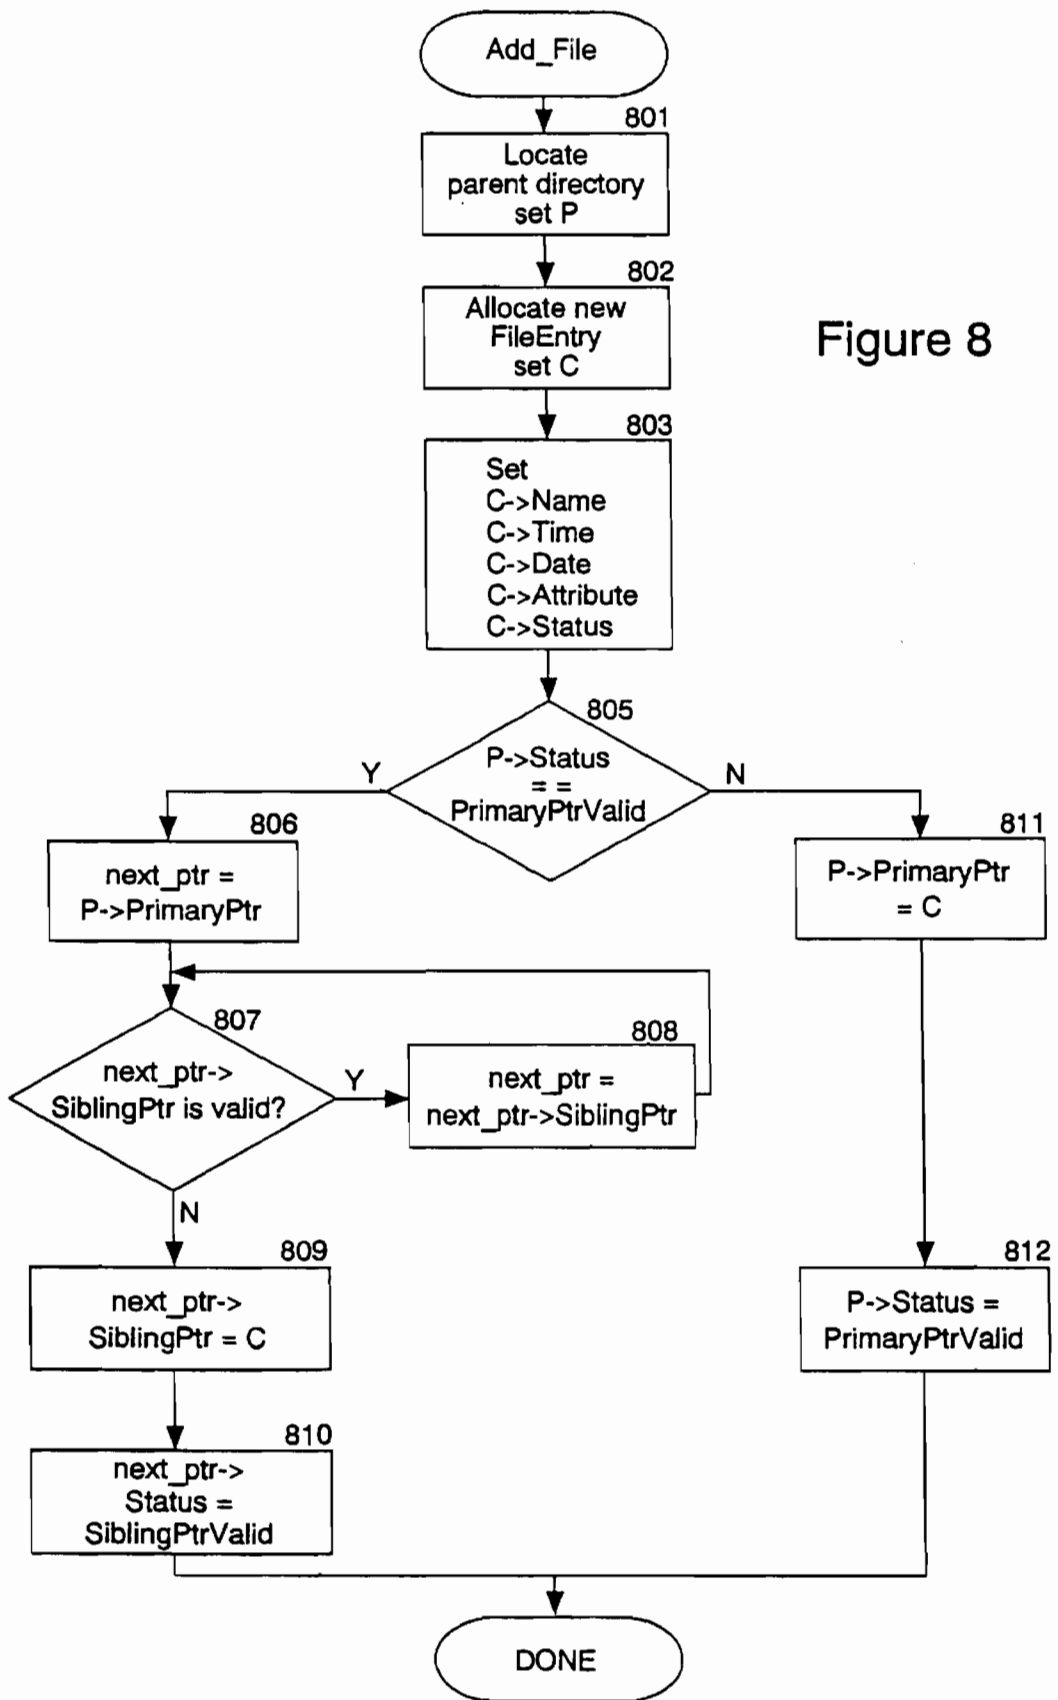 Add_File
801
Locate
parent directory
set P
802
Allocate new
FileEntry
set C
Figure 8
803
Set
C->Name
C->Time
C->Date
C->Attribute
C->Status
805
P->Status
= =
PrimaryPtrValid
Y
N
806
next_ptr =
P->PrimaryPtr
811
P->PrimaryPtr
= C
807
next_ptr->
SiblingPtr is valid?
Y
808
next_ptr =
next_ptr->SiblingPtr
N
809
next_ptr->
SiblingPtr = C
812
P->Status =
PrimaryPtrValid
810
next_ptr->
Status =
SiblingPtrValid
DONE